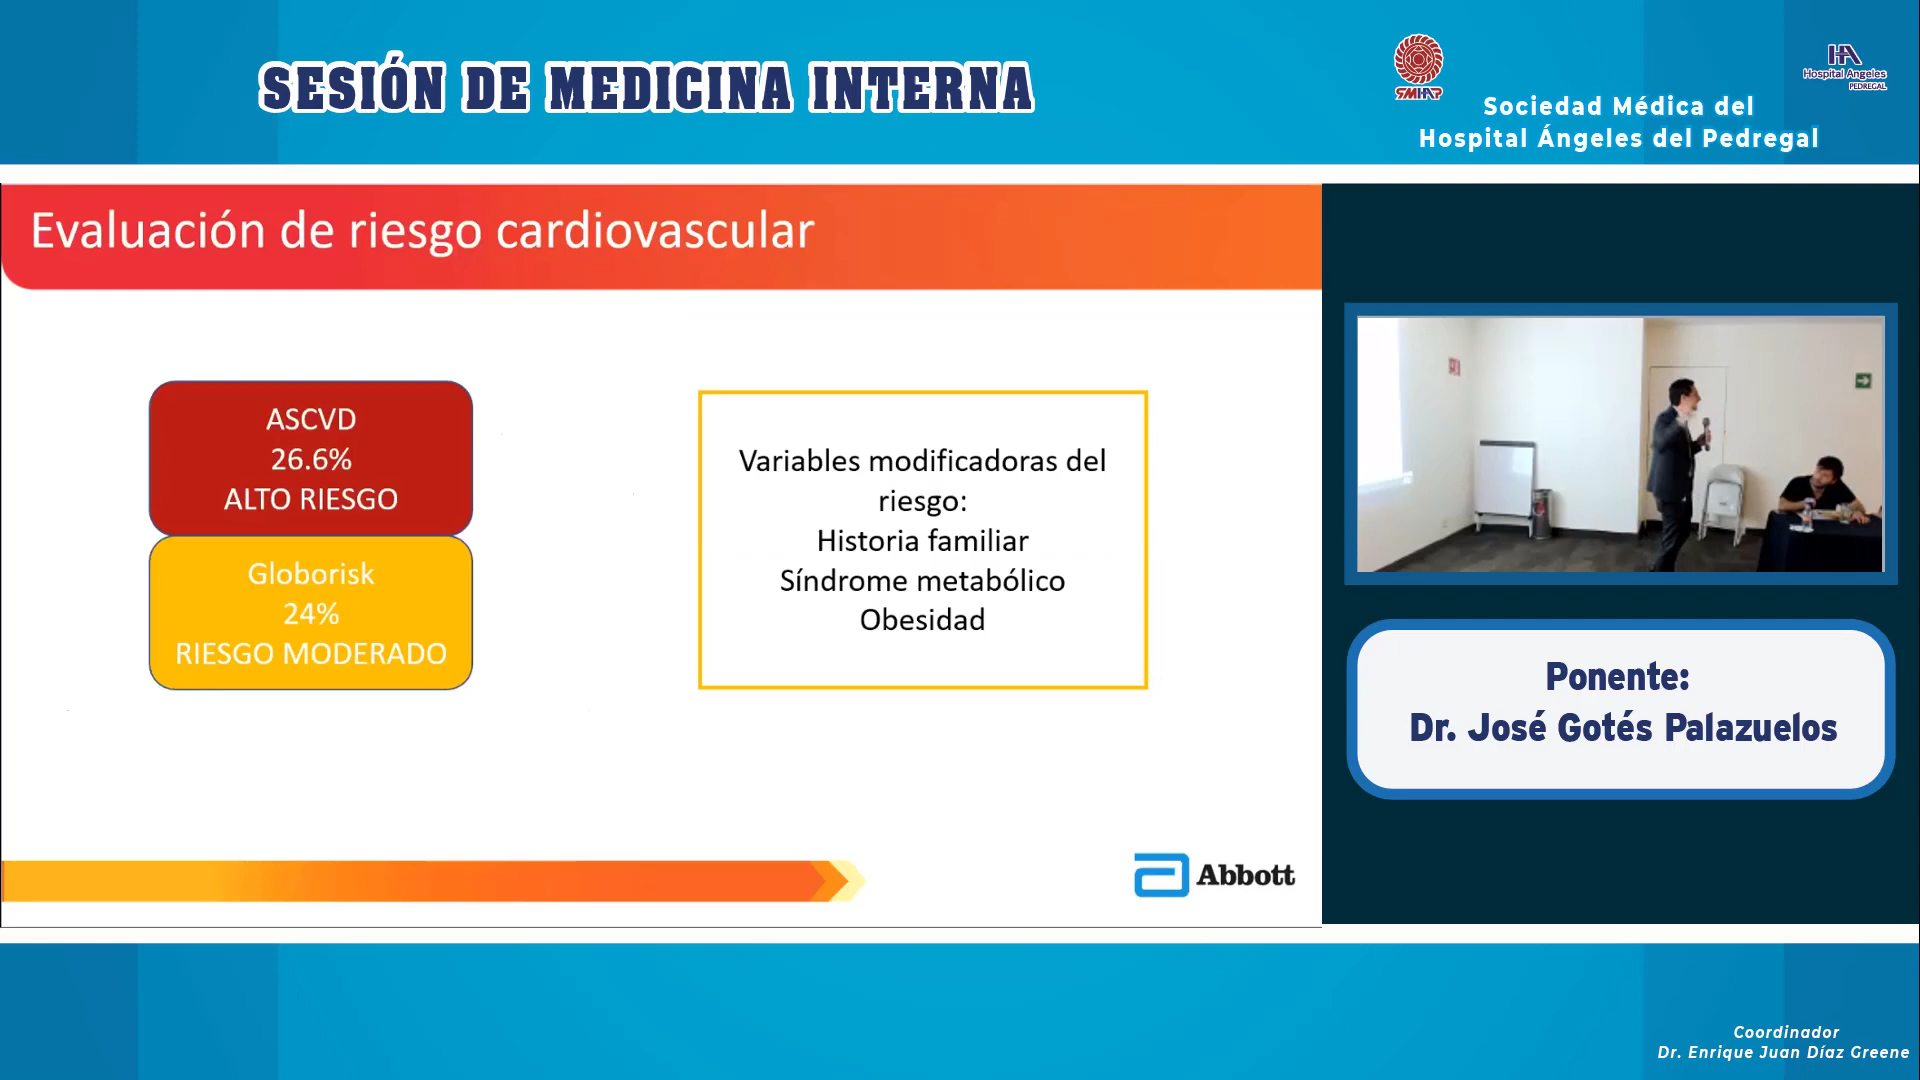 SESIÓN DE MEDICINA INTERNA
SMHAP
Hospital Angeles
PEDREGAL
Sociedad Médica del
Hospital Ángeles del Pedregal
Evaluación de riesgo cardiovascular
ASCVD
26.6%
ALTO RIESGO
Globorisk
24%
RIESGO MODERADO
Variables modificadoras del
riesgo:
Historia familiar
Síndrome metabólico
Obesidad
Abbott
Ponente:
Dr. José Gotés Palazuelos
Coordinador
Dr. Enrique Juan Díaz Greene